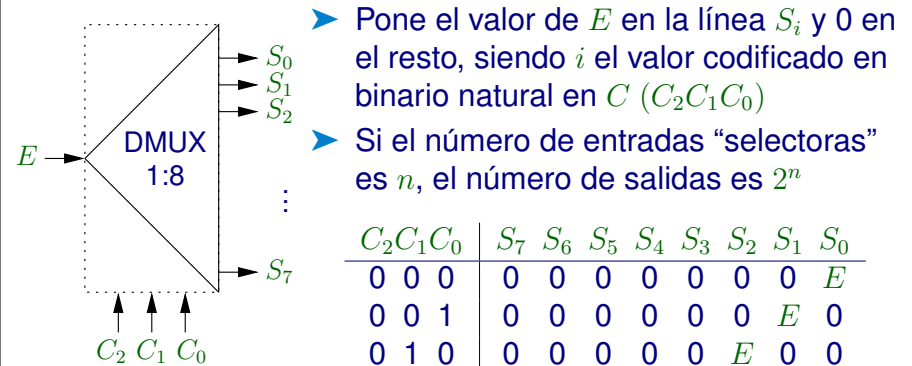 E
DMUX
1:8
S₀
S₁
S₂
⋮
S₇
C₂ C₁ C₀
➤ Pone el valor de E en la línea Sᵢ y 0 en
el resto, siendo i el valor codificado en
binario natural en C (C₂C₁C₀)
➤ Si el número de entradas “selectoras”
es n, el número de salidas es 2ⁿ
C₂C₁C₀ S₇ S₆ S₅ S₄ S₃ S₂ S₁ S₀
0 0 0 0 0 0 0 0 0 0 E
0 0 1 0 0 0 0 0 0 E 0
0 1 0 0 0 0 0 0 E 0 0